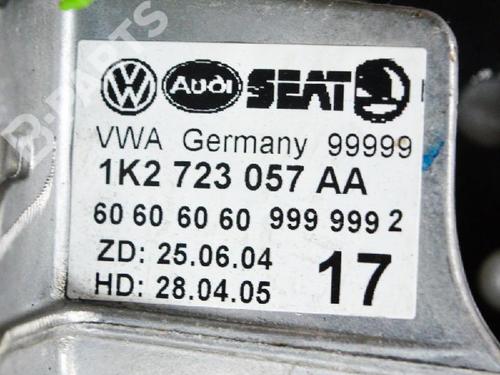 B-PARTS
Audi SEAT
VWA Germany 99999
1K2 723 057 AA
60 60 60 60 999 999 2
ZD: 25.06.04
HD: 28.04.05
17